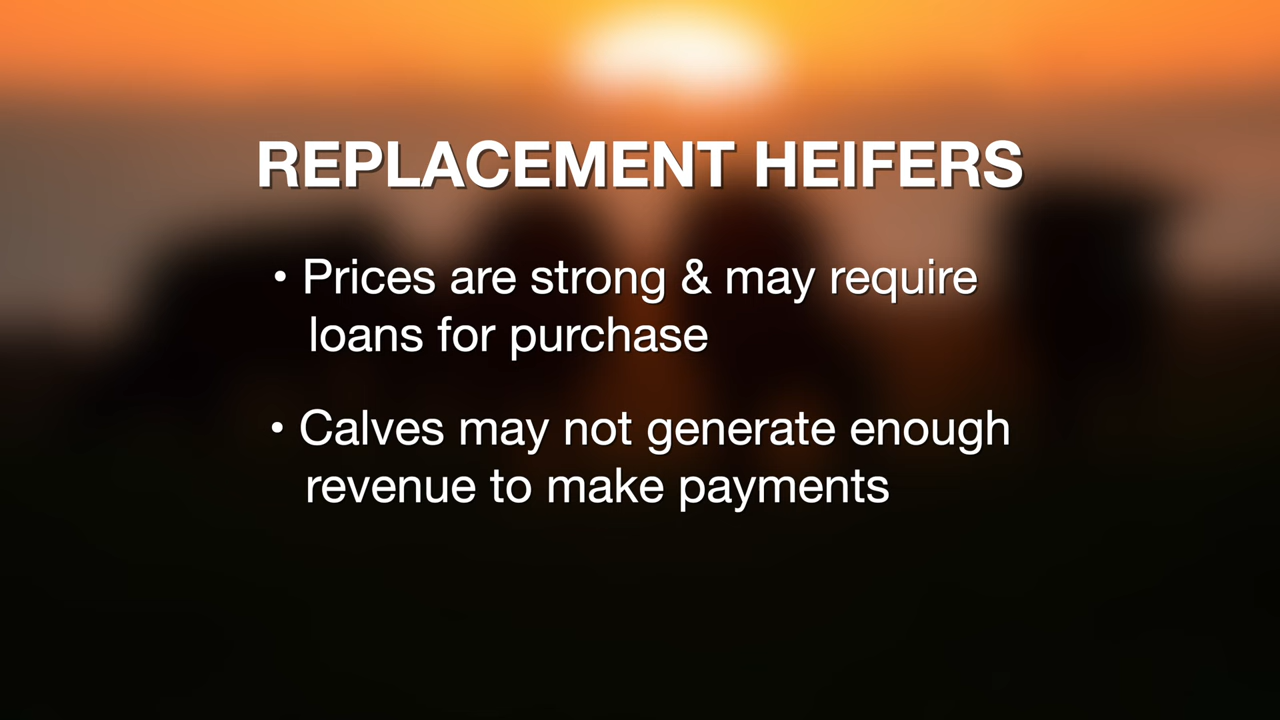 REPLACEMENT HEIFERS
• Prices are strong & may require
loans for purchase
• Calves may not generate enough
revenue to make payments